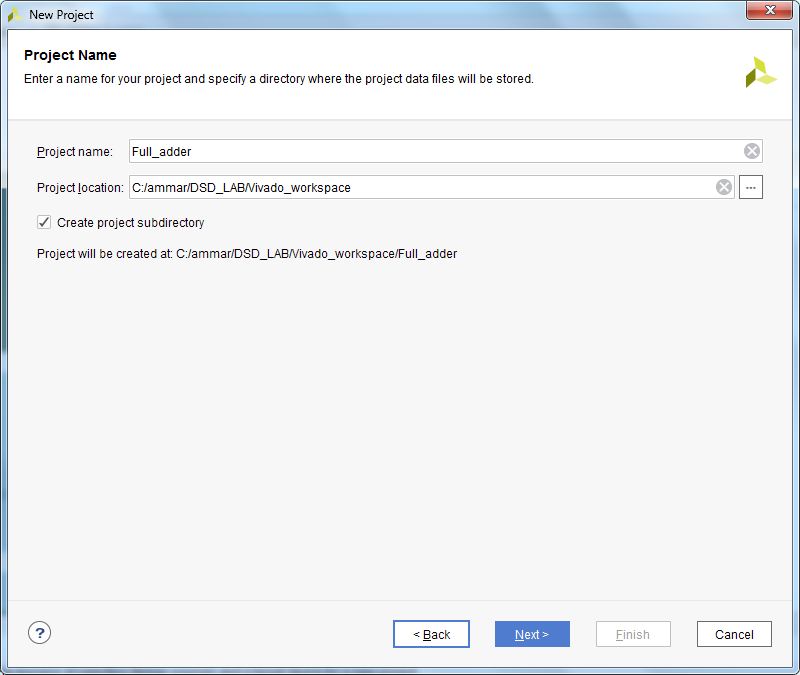 New Project
Project Name
Enter a name for your project and specify a directory where the project data files will be stored.
Project name: Full_adder
Project location: C:/ammar/DSD_LAB/Vivado_workspace ...
Create project subdirectory
Project will be created at: C:/ammar/DSD_LAB/Vivado_workspace/Full_adder
? < Back Next > Finish Cancel